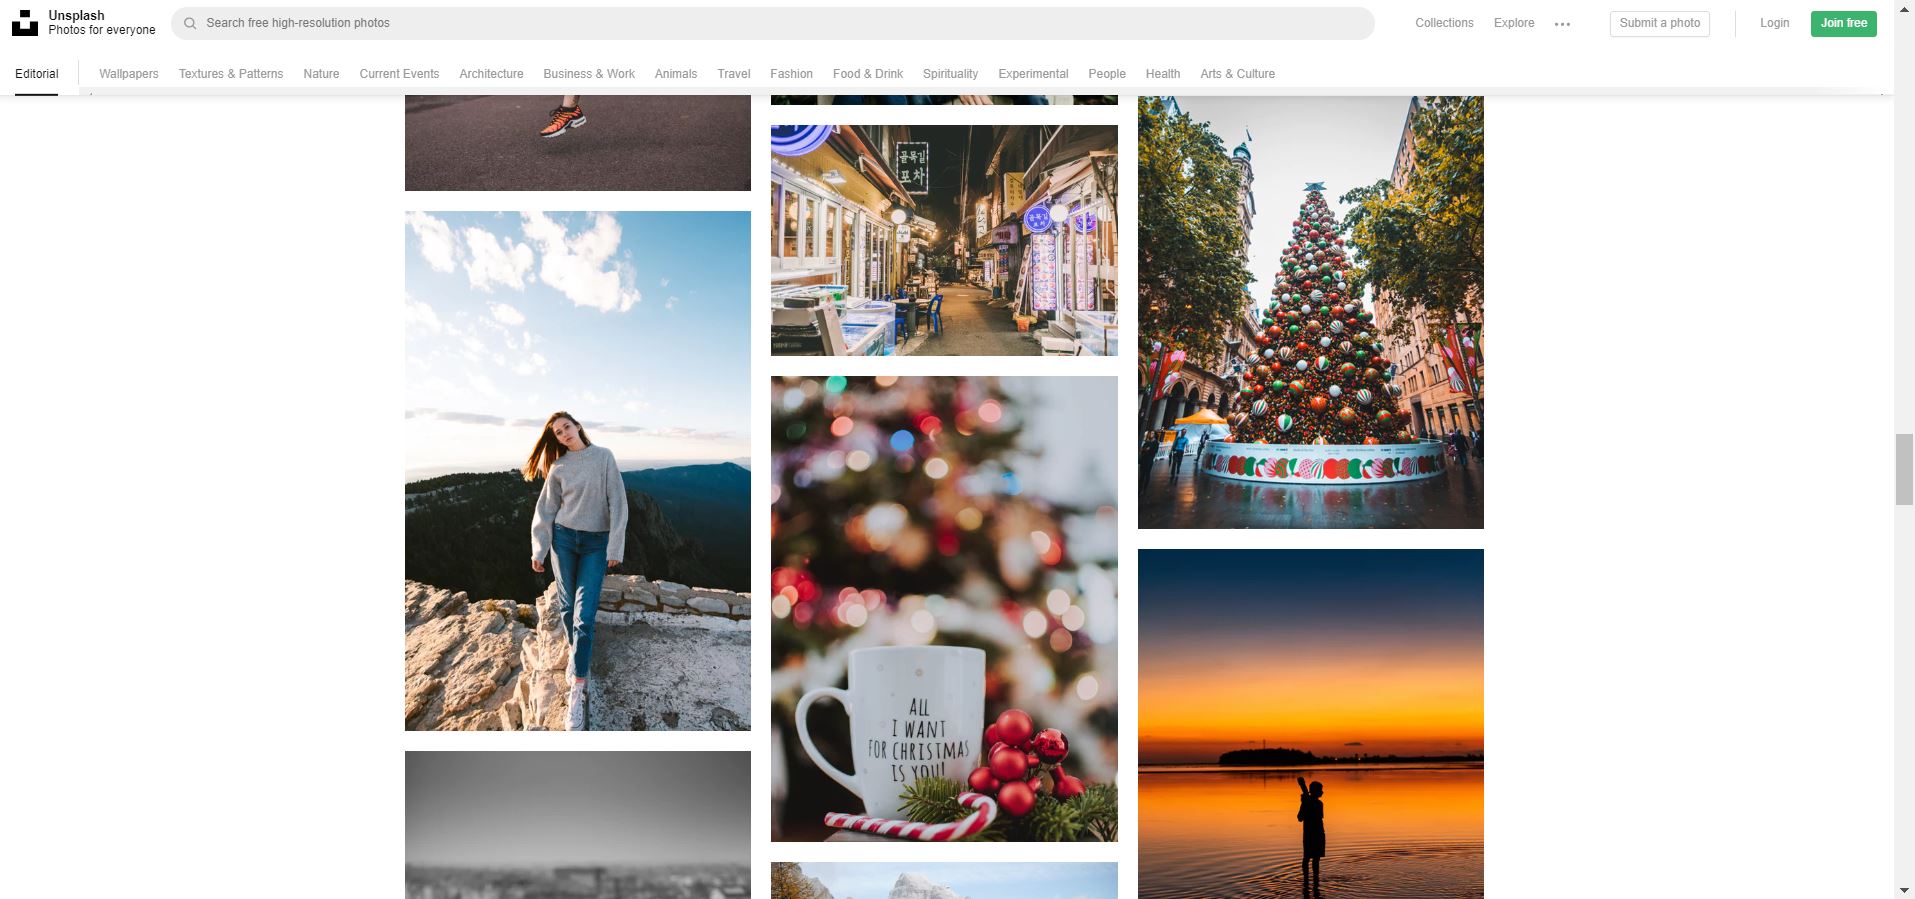 Unsplash
Photos for everyone
Search free high-resolution photos
Collections
Explore
Submit a photo
Login
Join free
Editorial
Wallpapers
Textures & Patterns
Nature
Current Events
Architecture
Business & Work
Animals
Travel
Fashion
Food & Drink
Spirituality
Experimental
People
Health
Arts & Culture
골목길
포차
ALL
I WANT
FOR CHRISTMAS
IS YOU!